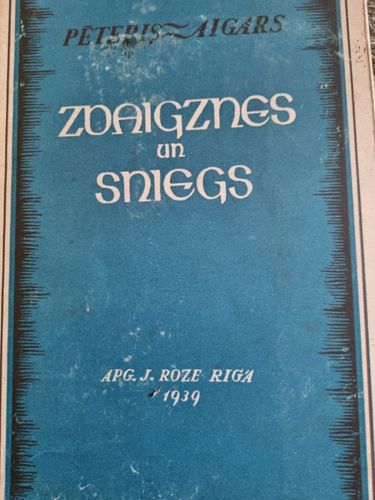 PĒTERIS AIGARS
ZVAIGZNES
un
SNIEGS
APG. J. ROZE RIGA
1939